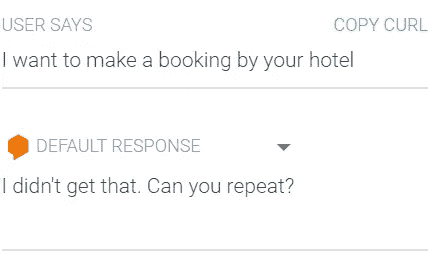 USER SAYS COPY CURL
I want to make a booking by your hotel
DEFAULT RESPONSE
I didn't get that. Can you repeat?